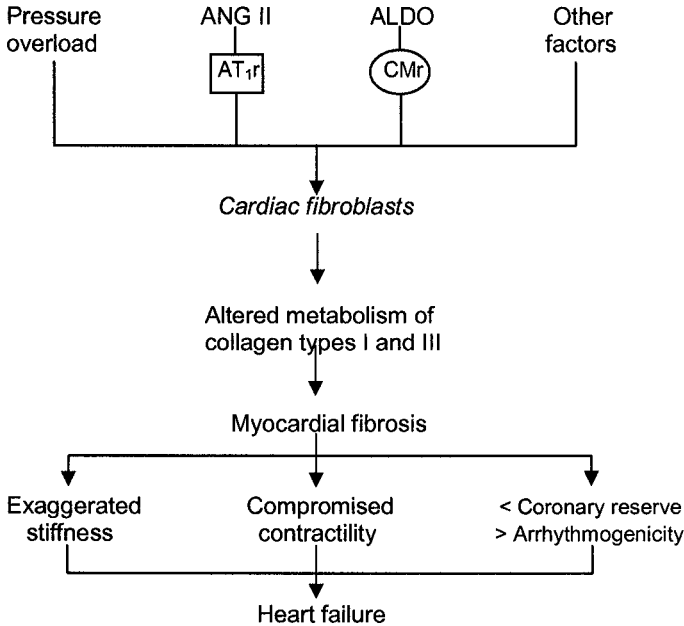 Pressure
overload
ANG II
ALDO
Other
factors
AT₁r
CMr
Cardiac fibroblasts
Altered metabolism of
collagen types I and III
Myocardial fibrosis
Exaggerated
stiffness
Compromised
contractility
< Coronary reserve
> Arrhythmogenicity
Heart failure